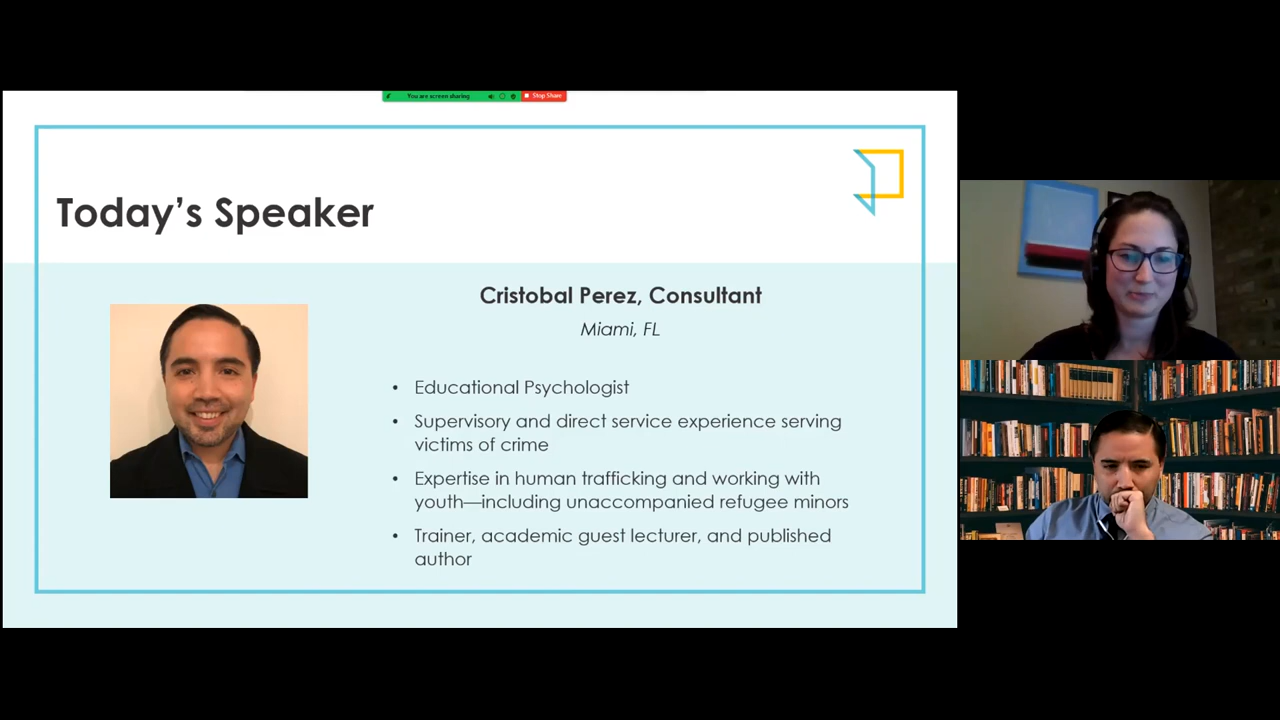 You are screen sharing
Stop Share
Today's Speaker
Cristobal Perez, Consultant
Miami, FL
• Educational Psychologist
• Supervisory and direct service experience serving
victims of crime
• Expertise in human trafficking and working with
youth—including unaccompanied refugee minors
• Trainer, academic guest lecturer, and published
author